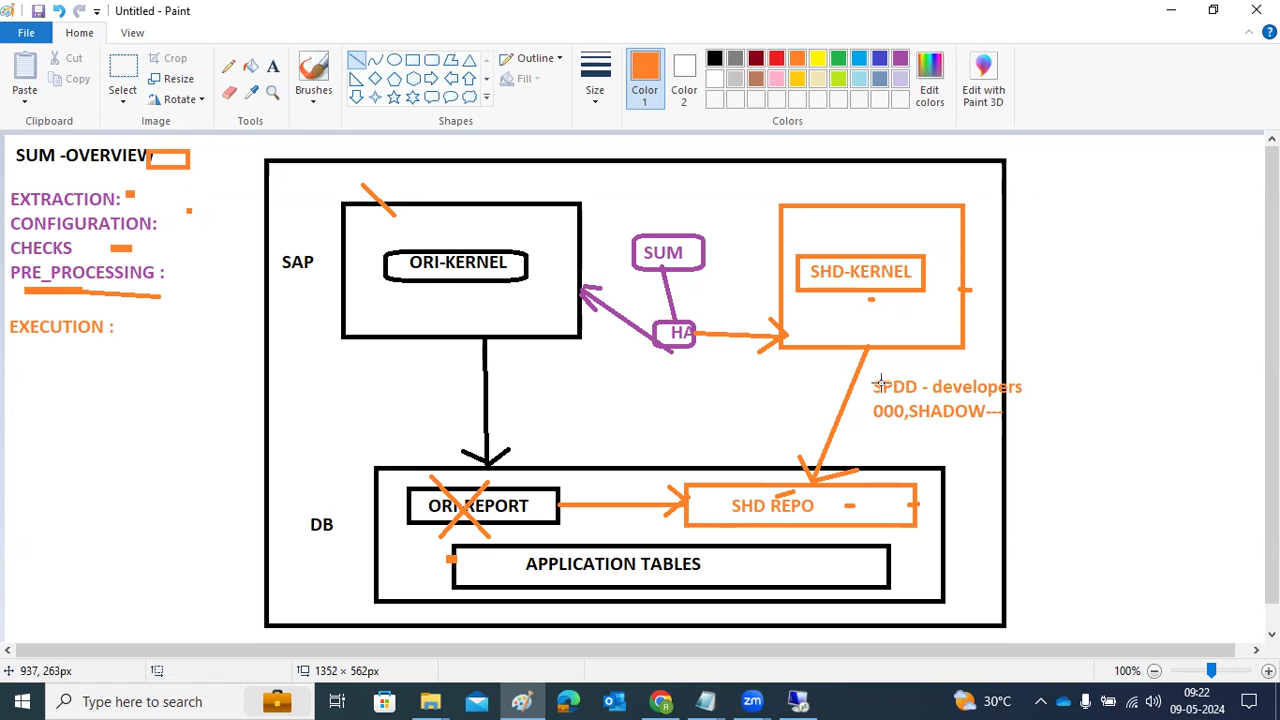 Untitled - Paint
File
Home
View
Paste
Cut
Copy
Clipboard
Select
Crop
Resize
Rotate
Image
Tools
Brushes
Outline
Fill
Shapes
Size
Color 1
Color 2
Edit colors
Colors
Edit with Paint 3D
SUM -OVERVIEW
EXTRACTION:
CONFIGURATION:
CHECKS
PRE_PROCESSING :
EXECUTION :
SAP
ORI-KERNEL
SUM
HA
SHD-KERNEL
SPDD - developers
000,SHADOW---
DB
ORI REPORT
SHD REPO
APPLICATION TABLES
937, 263px
1352 × 562px
100%
Type here to search
30°C
09:22
09-05-2024